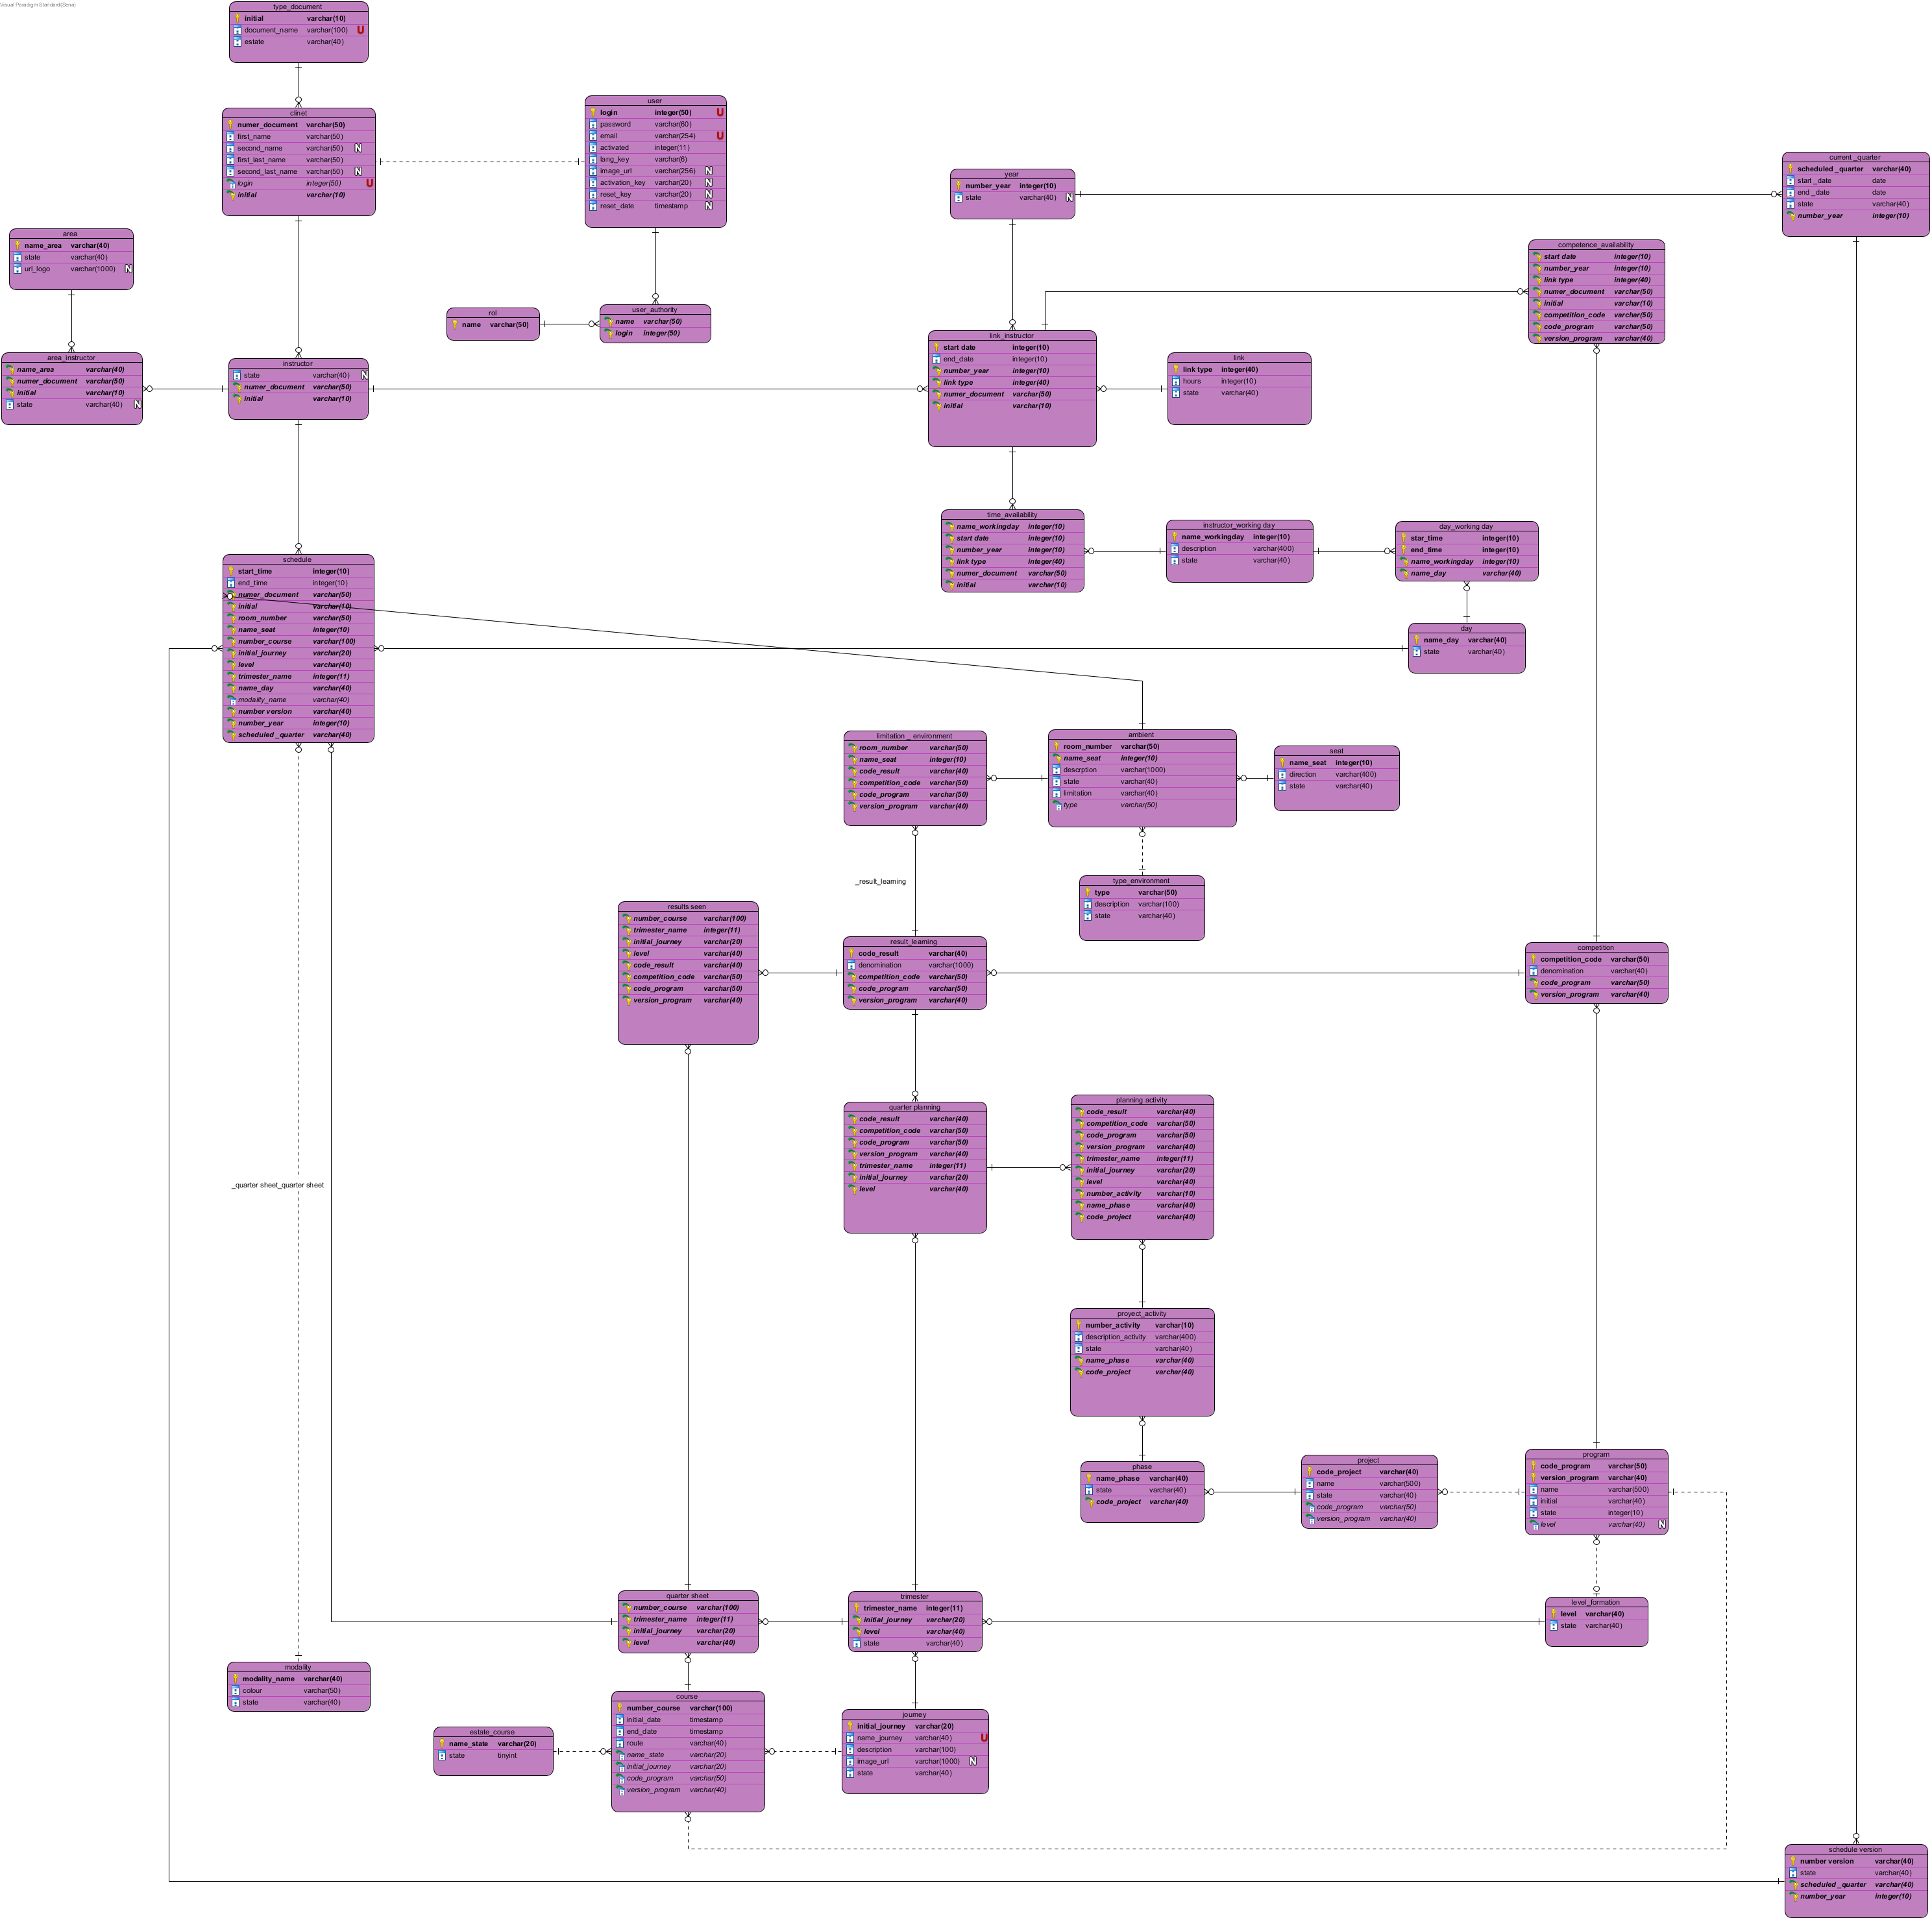 Visual Paradigm Standard(Sena)
type_document
initial varchar(10)
document_name varchar(100) U
estate varchar(40)
clinet
numer_document varchar(50)
first_name varchar(50)
second_name varchar(50) N
first_last_name varchar(50)
second_last_name varchar(50) N
login integer(50) U
initial varchar(10)
user
login integer(50) U
password varchar(60)
email varchar(254) U
activated integer(11)
lang_key varchar(6)
image_url varchar(256) N
activation_key varchar(20) N
reset_key varchar(20) N
reset_date timestamp N
year
number_year integer(10)
state varchar(40) N
current _quarter
scheduled _quarter varchar(40)
start _date date
end _date date
state varchar(40)
number_year integer(10)
area
name_area varchar(40)
state varchar(40)
url_logo varchar(1000) N
competence_availability
start date integer(10)
number_year integer(10)
link type integer(40)
numer_document varchar(50)
initial varchar(10)
competition_code varchar(50)
code_program varchar(50)
version_program varchar(40)
rol
name varchar(50)
user_authority
name varchar(50)
login integer(50)
area_instructor
name_area varchar(40)
numer_document varchar(50)
initial varchar(10)
state varchar(40) N
instructor
state varchar(40) N
numer_document varchar(50)
initial varchar(10)
link_instructor
start date integer(10)
end_date integer(10)
number_year integer(10)
link type integer(40)
numer_document varchar(50)
initial varchar(10)
link
link type integer(40)
hours integer(10)
state varchar(40)
time_availability
name_workingday integer(10)
start date integer(10)
number_year integer(10)
link type integer(40)
numer_document varchar(50)
initial varchar(10)
instructor_working day
name_workingday integer(10)
description varchar(400)
state varchar(40)
day_working day
star_time integer(10)
end_time integer(10)
name_workingday integer(10)
name_day varchar(40)
schedule
start_time integer(10)
end_time integer(10)
numer_document varchar(50)
initial varchar(10)
room_number varchar(50)
name_seat integer(10)
number_course varchar(100)
initial_journey varchar(20)
level varchar(40)
trimester_name integer(11)
name_day varchar(40)
modality_name varchar(40)
number version varchar(40)
number_year integer(10)
scheduled _quarter varchar(40)
day
name_day varchar(40)
state varchar(40)
limitation _ environment
room_number varchar(50)
name_seat integer(10)
code_result varchar(40)
competition_code varchar(50)
code_program varchar(50)
version_program varchar(40)
ambient
room_number varchar(50)
name_seat integer(10)
descrption varchar(1000)
state varchar(40)
limitation varchar(40)
type varchar(50)
seat
name_seat integer(10)
direction varchar(400)
state varchar(40)
_result_learning
type_environment
type varchar(50)
description varchar(100)
state varchar(40)
results seen
number_course varchar(100)
trimester_name integer(11)
initial_journey varchar(20)
level varchar(40)
code_result varchar(40)
competition_code varchar(50)
code_program varchar(50)
version_program varchar(40)
result_learning
code_result varchar(40)
denomination varchar(1000)
competition_code varchar(50)
code_program varchar(50)
version_program varchar(40)
competition
competition_code varchar(50)
denomination varchar(40)
code_program varchar(50)
version_program varchar(40)
quarter planning
code_result varchar(40)
competition_code varchar(50)
code_program varchar(50)
version_program varchar(40)
trimester_name integer(11)
initial_journey varchar(20)
level varchar(40)
planning activity
code_result varchar(40)
competition_code varchar(50)
code_program varchar(50)
version_program varchar(40)
trimester_name integer(11)
initial_journey varchar(20)
level varchar(40)
number_activity varchar(10)
name_phase varchar(40)
code_project varchar(40)
_quarter sheet_quarter sheet
proyect_activity
number_activity varchar(10)
description_activity varchar(400)
state varchar(40)
name_phase varchar(40)
code_project varchar(40)
phase
name_phase varchar(40)
state varchar(40)
code_project varchar(40)
project
code_project varchar(40)
name varchar(500)
state varchar(40)
code_program varchar(50)
version_program varchar(40)
program
code_program varchar(50)
version_program varchar(40)
name varchar(500)
initial varchar(40)
state integer(10)
level varchar(40) N
quarter sheet
number_course varchar(100)
trimester_name integer(11)
initial_journey varchar(20)
level varchar(40)
trimester
trimester_name integer(11)
initial_journey varchar(20)
level varchar(40)
state varchar(40)
level_formation
level varchar(40)
state varchar(40)
modality
modality_name varchar(40)
colour varchar(50)
state varchar(40)
course
number_course varchar(100)
initial_date timestamp
end_date timestamp
route varchar(40)
name_state varchar(20)
initial_journey varchar(20)
code_program varchar(50)
version_program varchar(40)
estate_course
name_state varchar(20)
state tinyint
journey
initial_journey varchar(20)
name_journey varchar(40) U
description varchar(100)
image_url varchar(1000) N
state varchar(40)
schedule version
number version varchar(40)
state varchar(40)
scheduled _quarter varchar(40)
number_year integer(10)